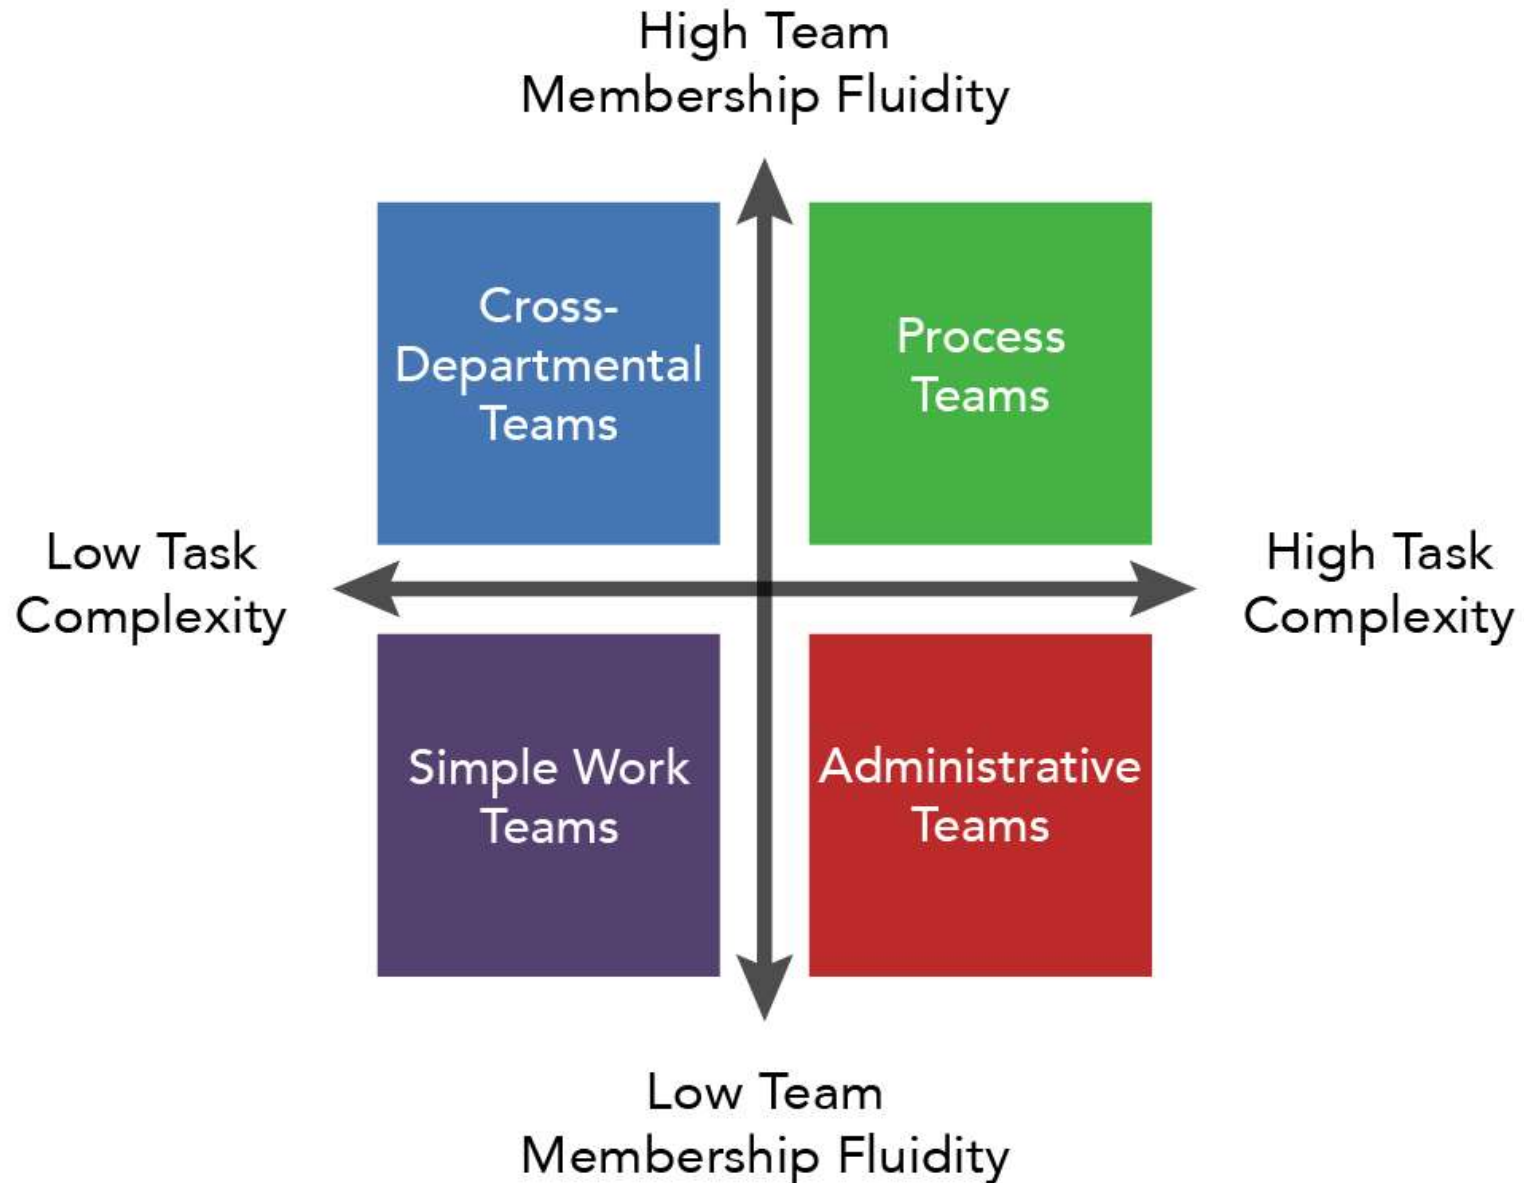 High Team
Membership Fluidity
Cross-
Departmental
Teams
Process
Teams
Low Task
Complexity
High Task
Complexity
Simple Work
Teams
Administrative
Teams
Low Team
Membership Fluidity